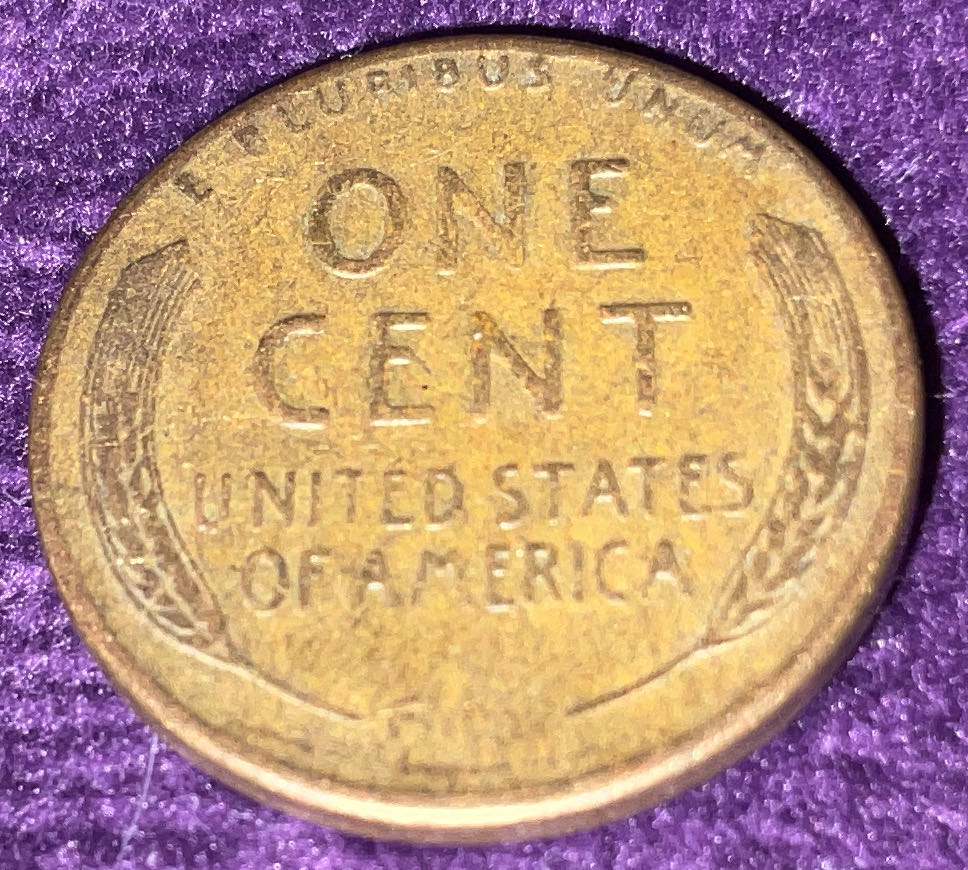 E PLURIBUS UNUM
ONE
CENT
UNITED STATES
OF AMERICA